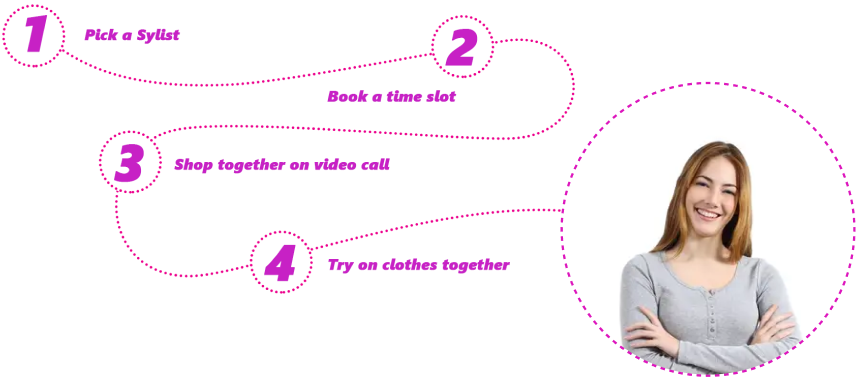 1
Pick a Sylist
2
Book a time slot
3
Shop together on video call
4
Try on clothes together